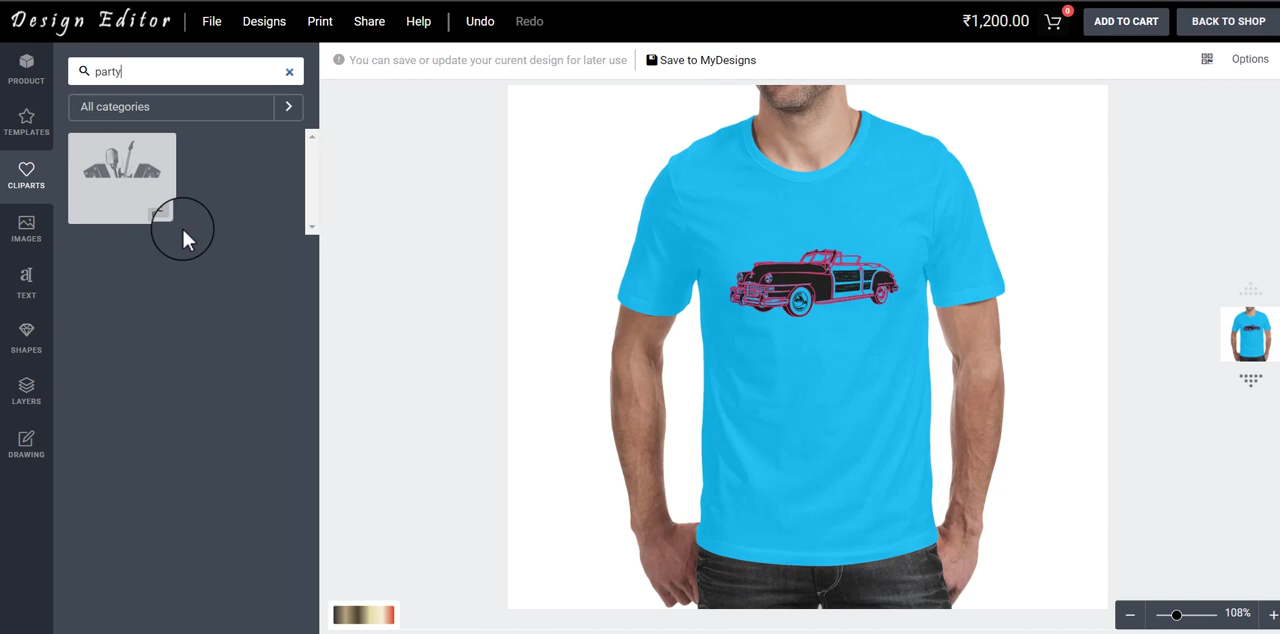 Design Editor File Designs Print Share Help Undo Redo ₹1,200.00 0 ADD TO CART BACK TO SHOP
PRODUCT
TEMPLATES
CLIPARTS
IMAGES
TEXT
SHAPES
LAYERS
DRAWING
party
All categories
You can save or update your curent design for later use Save to MyDesigns Options
108%